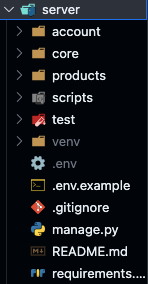 server
account
core
products
scripts
test
venv
.env
.env.example
.gitignore
manage.py
README.md
requirements....